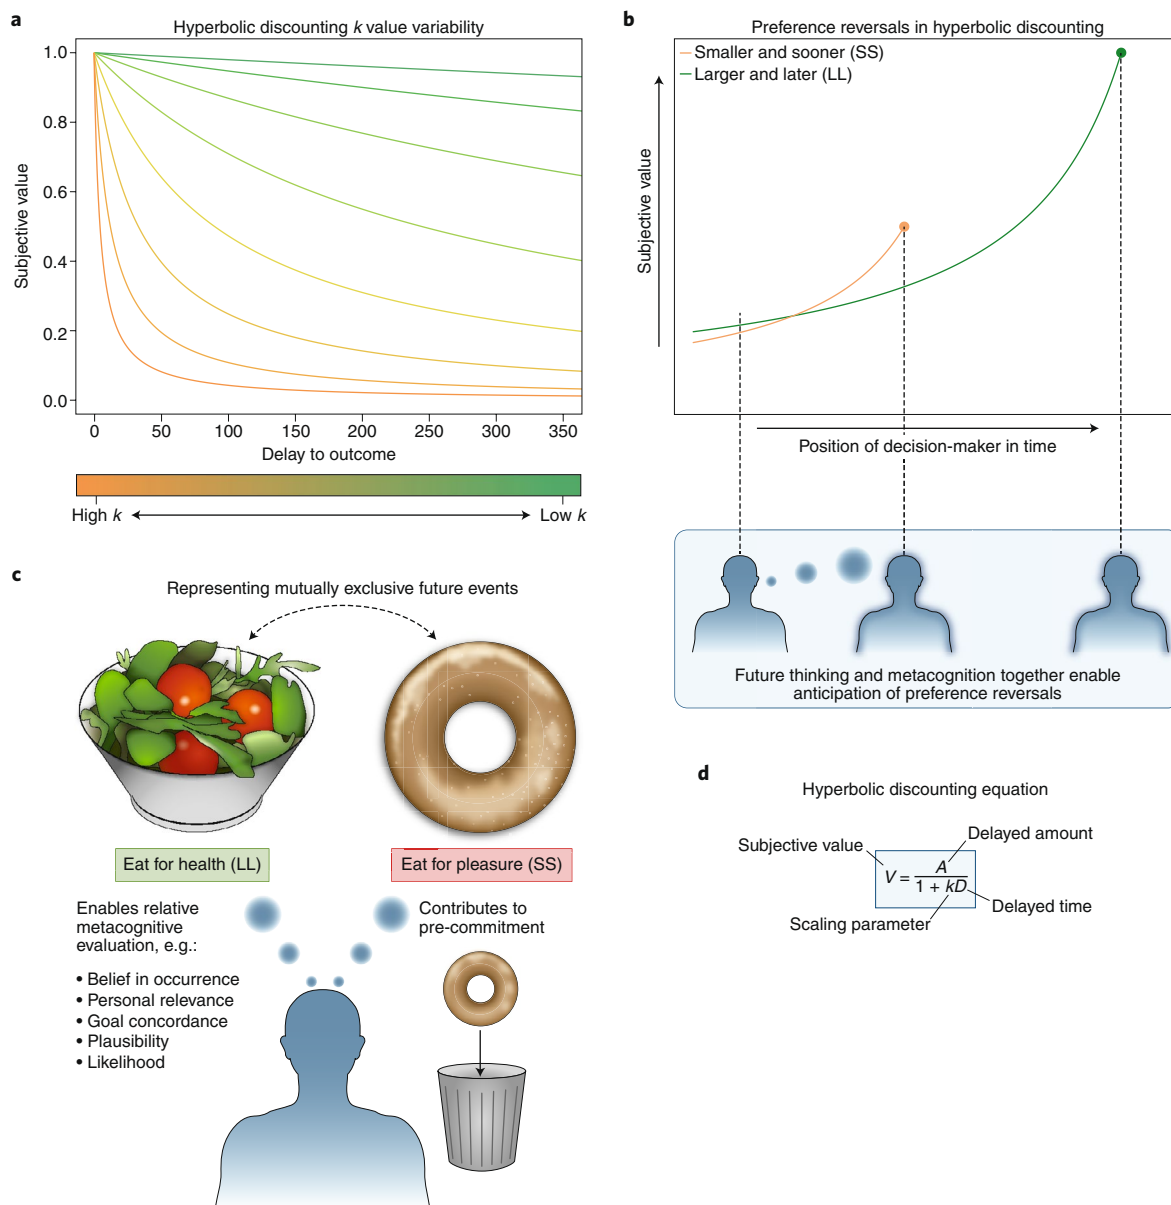 a
Hyperbolic discounting k value variability
1.0
0.8
0.6
0.4
0.2
0.0
Subjective value
0
50
100
150
200
250
300
350
Delay to outcome
High k
Low k
b
Preference reversals in hyperbolic discounting
Smaller and sooner (SS)
Larger and later (LL)
Subjective value
Position of decision-maker in time
Future thinking and metacognition together enable
anticipation of preference reversals
c
Representing mutually exclusive future events
Eat for health (LL)
Eat for pleasure (SS)
Enables relative
metacognitive
evaluation, e.g.:
• Belief in occurrence
• Personal relevance
• Goal concordance
• Plausibility
• Likelihood
Contributes to
pre-commitment
d
Hyperbolic discounting equation
Delayed amount
Subjective value
V = A / 1 + kD
Delayed time
Scaling parameter